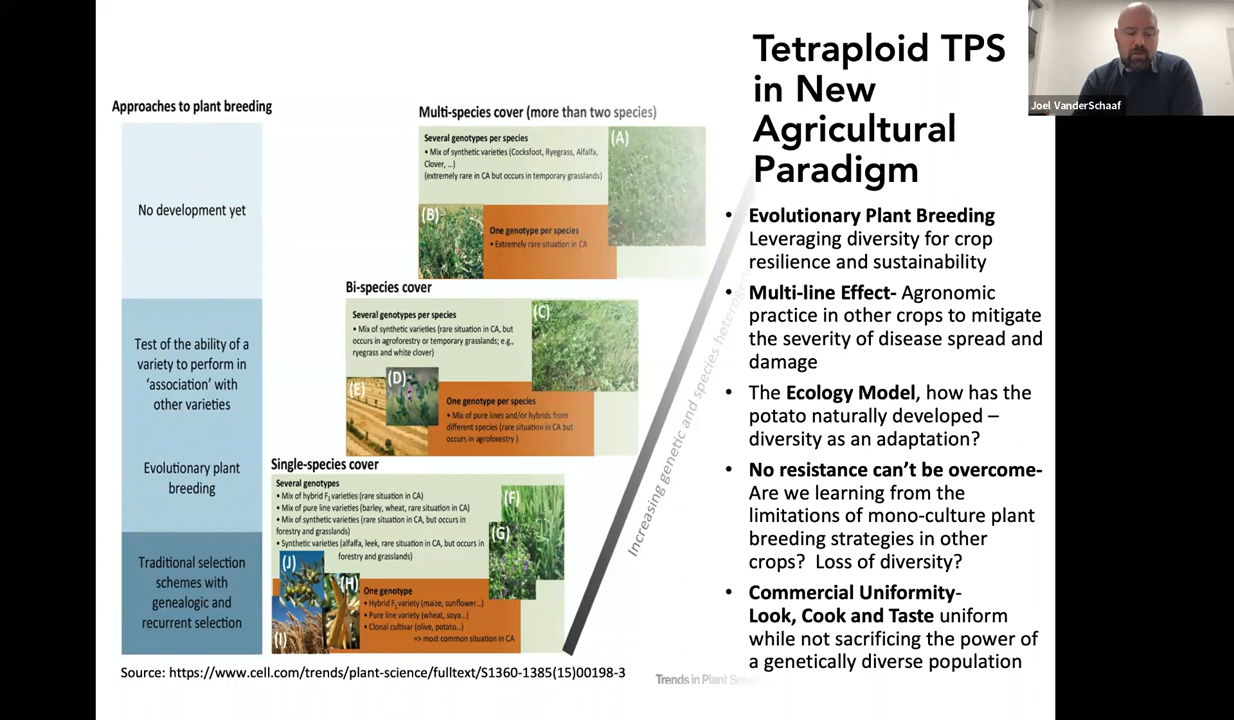 Tetraploid TPS
in New
Agricultural
Paradigm
Joel VanderSchaaf
Approaches to plant breeding
No development yet
Test of the ability of a
variety to perform in
‘association’ with
other varieties
Evolutionary plant
breeding
Traditional selection
schemes with
genealogic and
recurrent selection
Multi-species cover (more than two species)
Several genotypes per species
• Mix of synthetic varieties (Cocksfoot, Ryegrass, Alfalfa,
Clover, ...)
(extremely rare in CA but occurs in temporary grasslands)
(A)
(B)
One genotype per species
• Extremely rare situation in CA
Bi-species cover
Several genotypes per species
• Mix of synthetic varieties (rare situation in CA, but
occurs in agroforestry or temporary grasslands; e.g.,
ryegrass and white clover)
(C)
(D)
(E)
One genotype per species
• Mix of pure lines and/or hybrids from
different species (rare situation in CA but
occurs in agroforestry )
Single-species cover
Several genotypes
• Mix of hybrid F1 varieties (rare situation in CA)
• Mix of pure line varieties (barley, wheat, rare situation in CA)
• Mix of synthetic varieties (rare situation in CA, but occurs in
forestry and grasslands)
• Synthetic varieties (alfalfa, leek, rare situation in CA, but occurs in
forestry and grasslands)
(F)
(G)
(J)
(H)
(I)
One genotype
• Hybrid F1 variety (maize, sunflower...)
• Pure line variety (wheat, soya...)
• Clonal cultivar (olive, potato...)
=> most common situation in CA
Increasing genetic and species
Source: https://www.cell.com/trends/plant-science/fulltext/S1360-1385(15)00198-3
Trends in Plant
• Evolutionary Plant Breeding
Leveraging diversity for crop
resilience and sustainability
• Multi-line Effect- Agronomic
practice in other crops to mitigate
the severity of disease spread and
damage
• The Ecology Model, how has the
potato naturally developed –
diversity as an adaptation?
• No resistance can’t be overcome-
Are we learning from the
limitations of mono-culture plant
breeding strategies in other
crops? Loss of diversity?
• Commercial Uniformity-
Look, Cook and Taste uniform
while not sacrificing the power of
a genetically diverse population